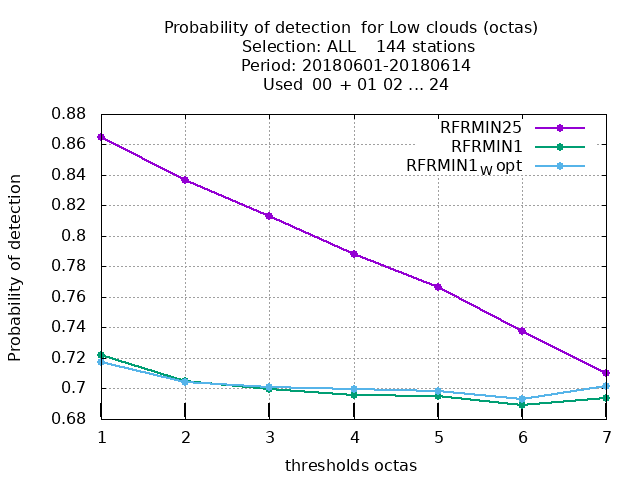 Probability of detection for Low clouds (octas)
Selection: ALL 144 stations
Period: 20180601-20180614
Used 00 + 01 02 ... 24
0.88
0.86
0.84
0.82
0.8
0.78
0.76
0.74
0.72
0.7
0.68
Probability of detection
RFRMIN25
RFRMIN1
RFRMIN1W opt
1 2 3 4 5 6 7
thresholds octas